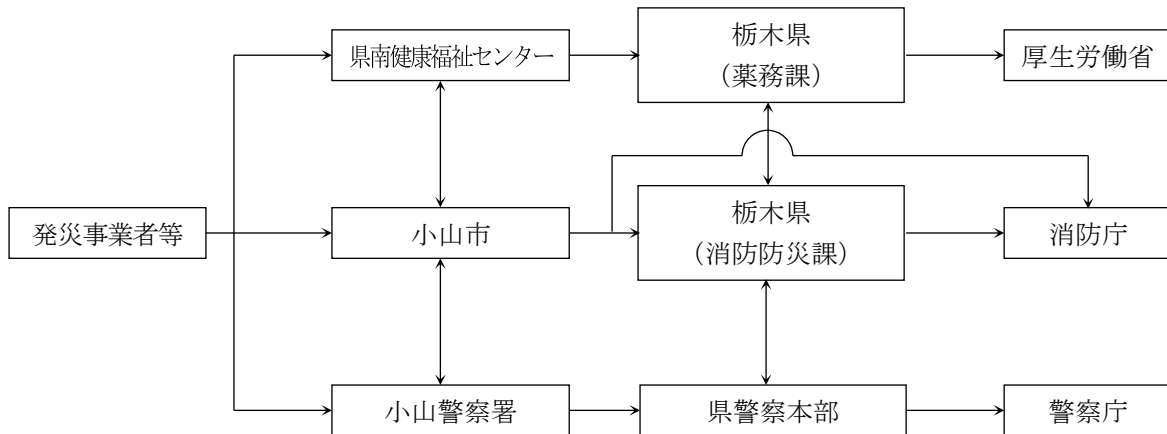 県南健康福祉センター
栃木県
（薬務課）
厚生労働省
発災事業者等
小山市
栃木県
（消防防災課）
消防庁
小山警察署
県警察本部
警察庁